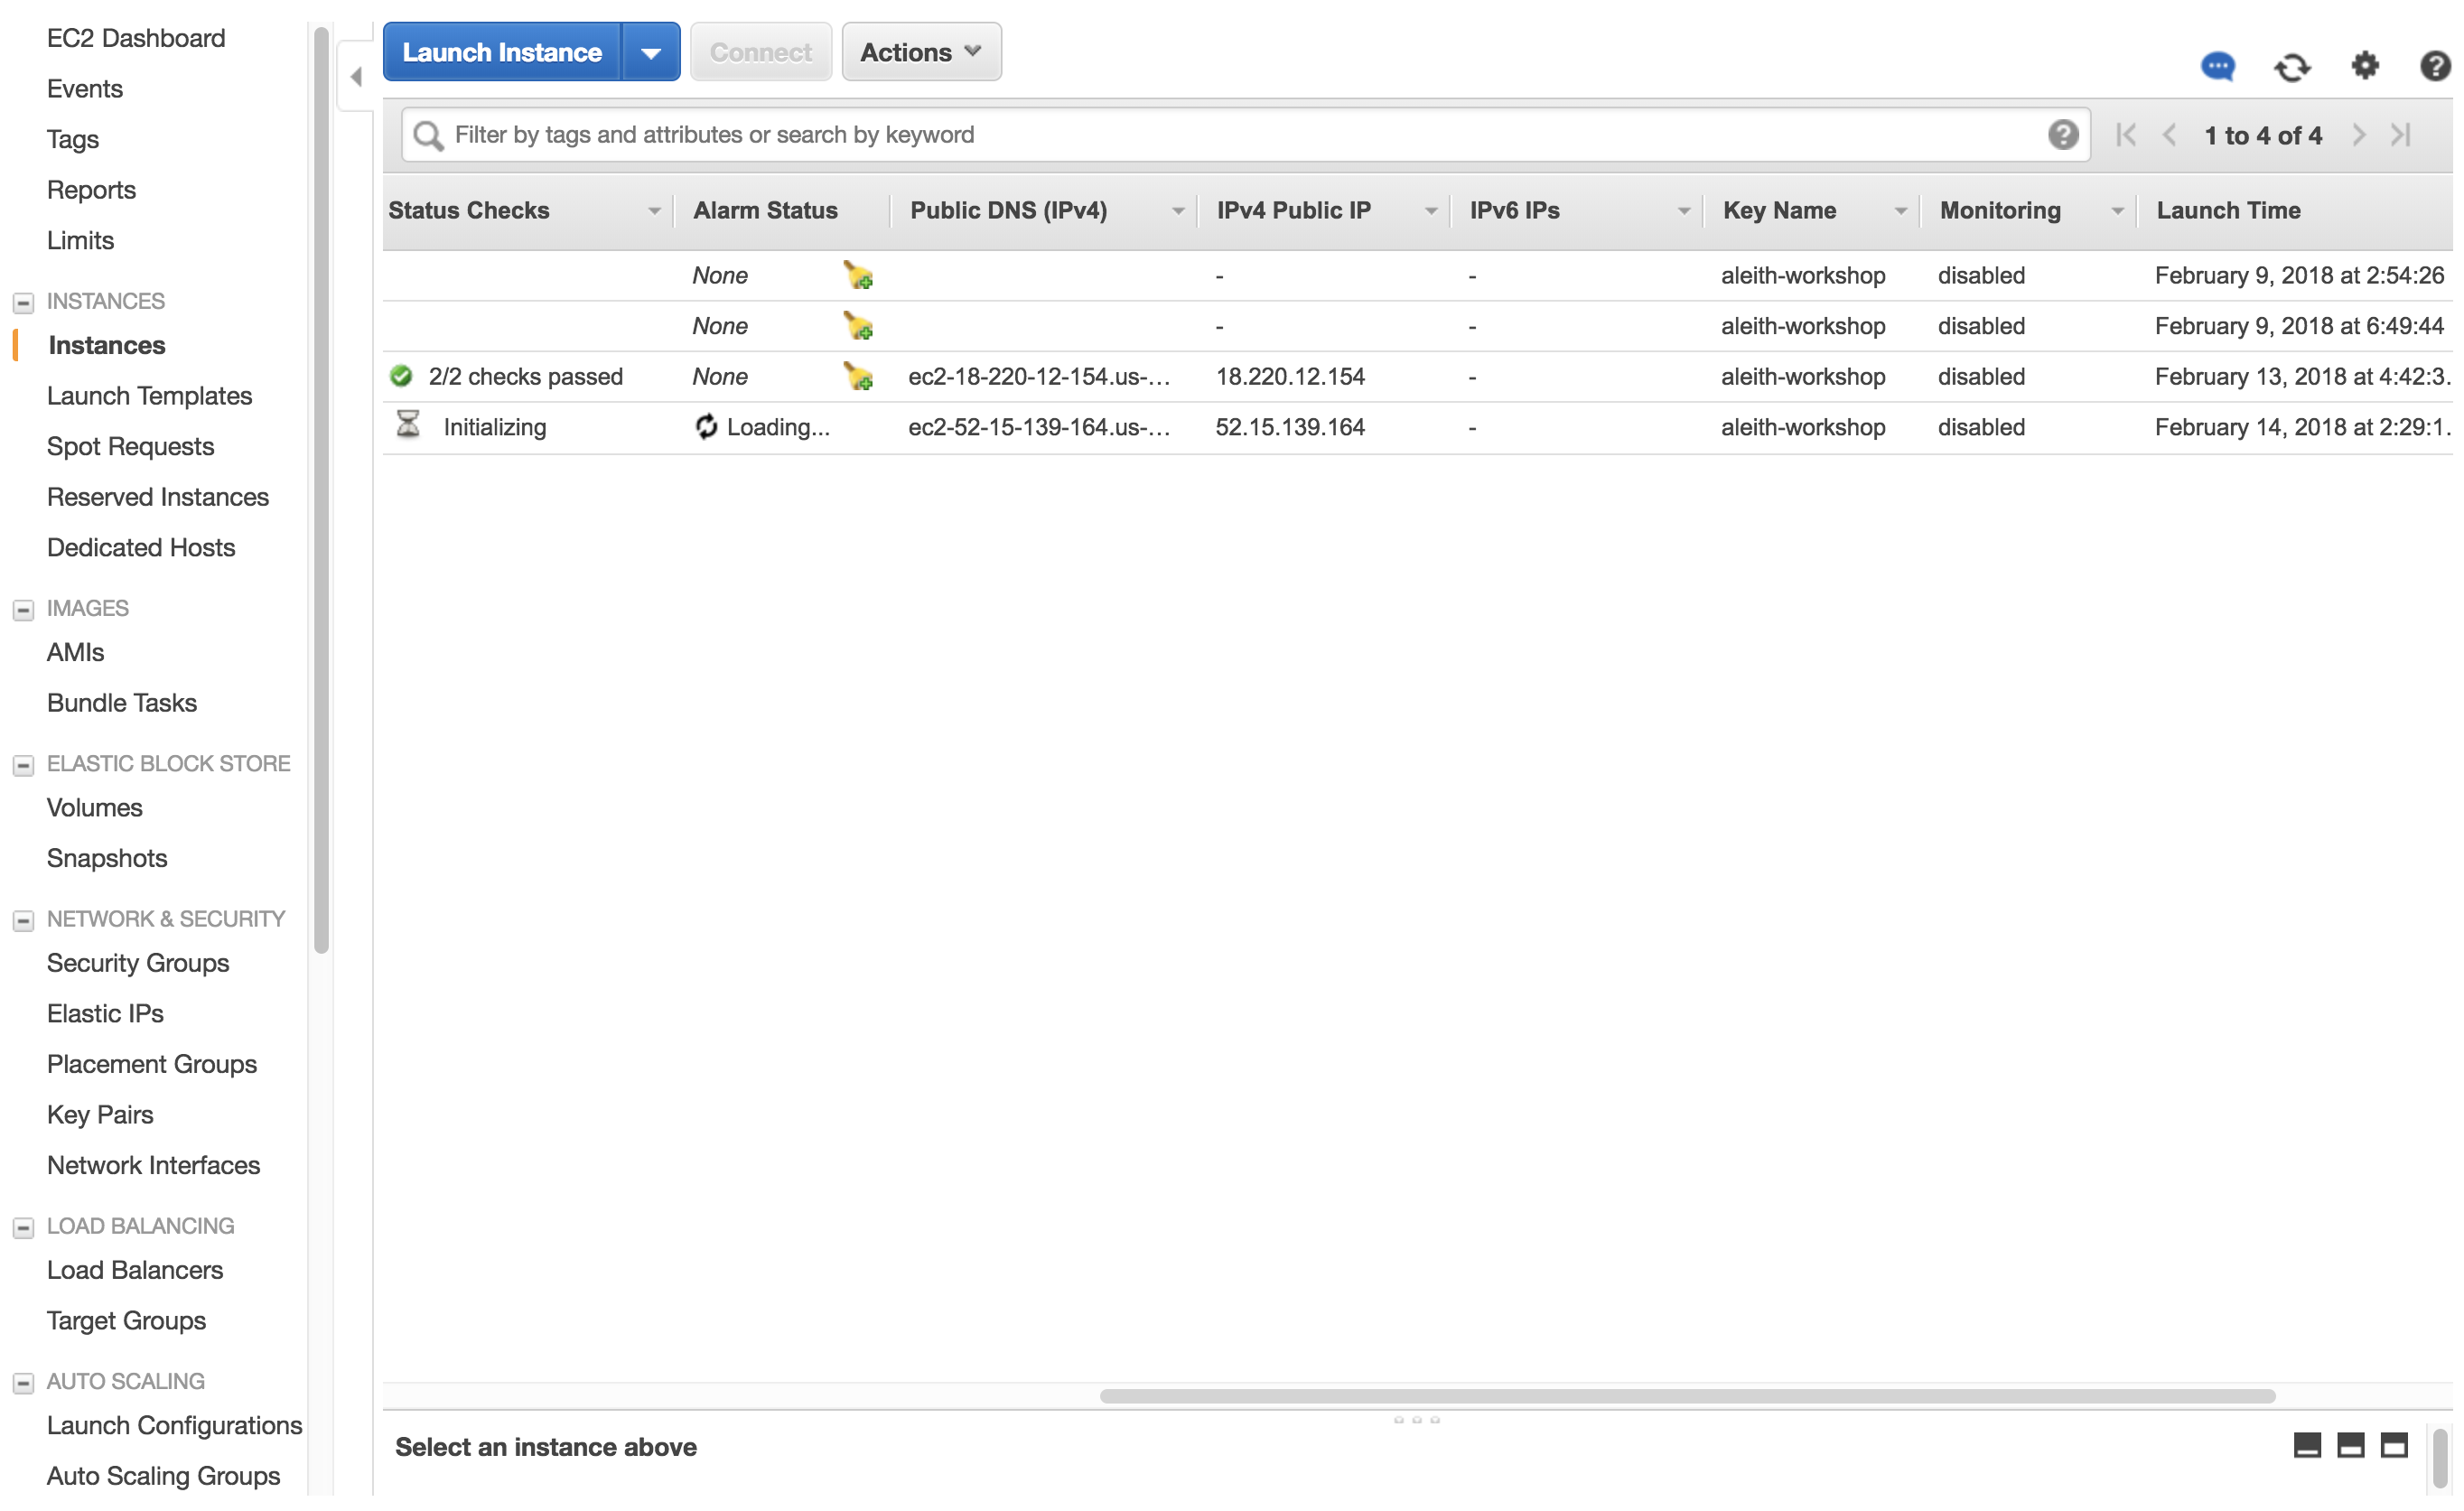 EC2 Dashboard
Events
Tags
Reports
Limits
INSTANCES
Instances
Launch Templates
Spot Requests
Reserved Instances
Dedicated Hosts
IMAGES
AMIs
Bundle Tasks
ELASTIC BLOCK STORE
Volumes
Snapshots
NETWORK & SECURITY
Security Groups
Elastic IPs
Placement Groups
Key Pairs
Network Interfaces
LOAD BALANCING
Load Balancers
Target Groups
AUTO SCALING
Launch Configurations
Auto Scaling Groups
Launch Instance Connect Actions
Filter by tags and attributes or search by keyword 1 to 4 of 4
Status Checks Alarm Status Public DNS (IPv4) IPv4 Public IP IPv6 IPs Key Name Monitoring Launch Time
None - - aleith-workshop disabled February 9, 2018 at 2:54:26
None - - aleith-workshop disabled February 9, 2018 at 6:49:44
2/2 checks passed None ec2-18-220-12-154.us-... 18.220.12.154 - aleith-workshop disabled February 13, 2018 at 4:42:3.
Initializing Loading... ec2-52-15-139-164.us-... 52.15.139.164 - aleith-workshop disabled February 14, 2018 at 2:29:1.
Select an instance above